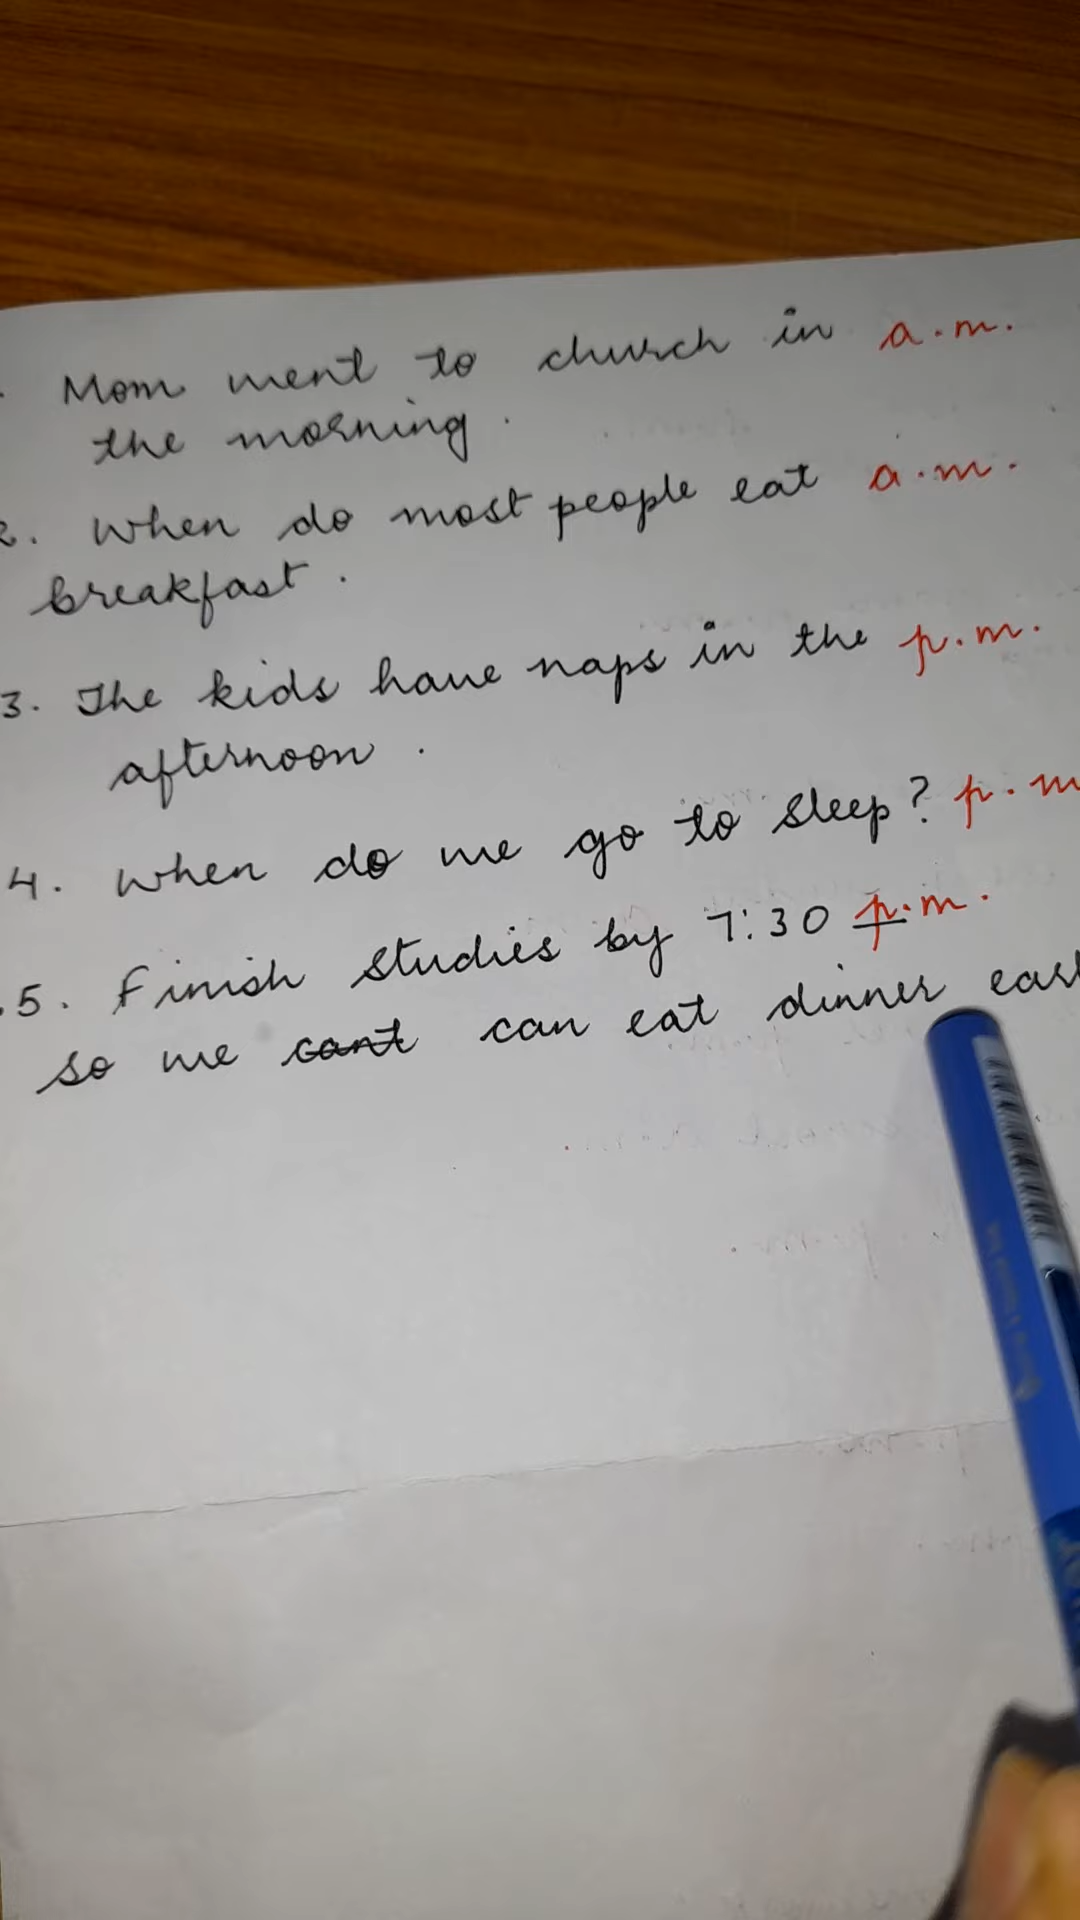 Mom went to church in a.m.
the morning.
2. When do most people eat a.m.
breakfast.
3. The kids have naps in the p.m.
afternoon.
4. When do we go to sleep? p.m
5. Finish studies by 7:30 p.m.
so we cant can eat dinner